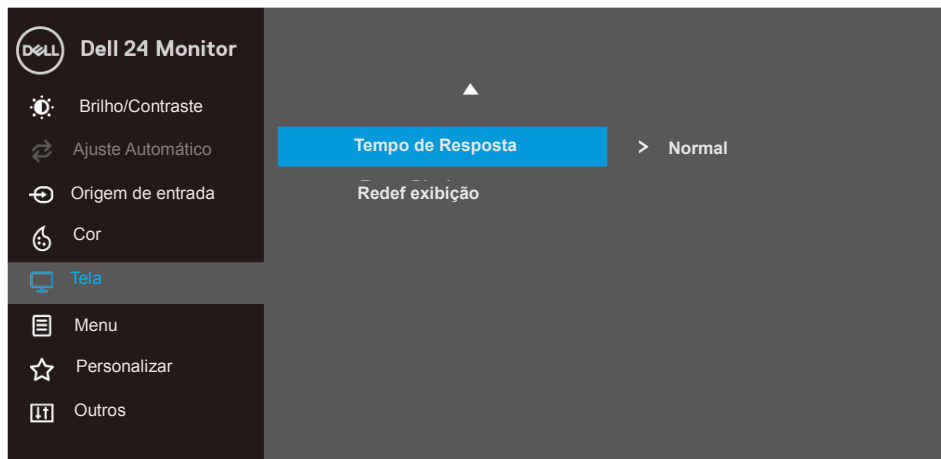 DELL Dell 24 Monitor
Brilho/Contraste
Ajuste Automático
Origem de entrada
Cor
Tela
Menu
Personalizar
Outros
Tempo de Resposta > Normal
Redef exibição